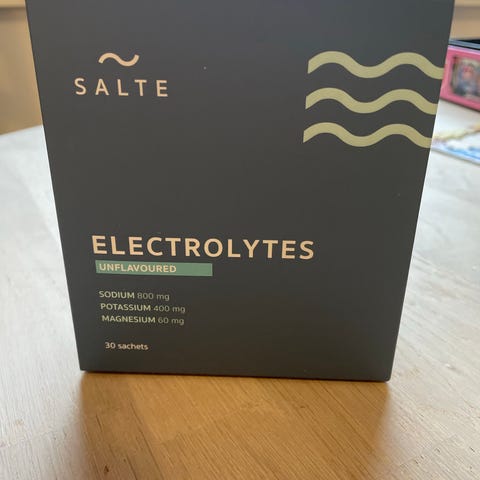 SALTE
ELECTROLYTES
UNFLAVOURED
SODIUM 800 mg
POTASSIUM 400 mg
MAGNESIUM 60 mg
30 sachets